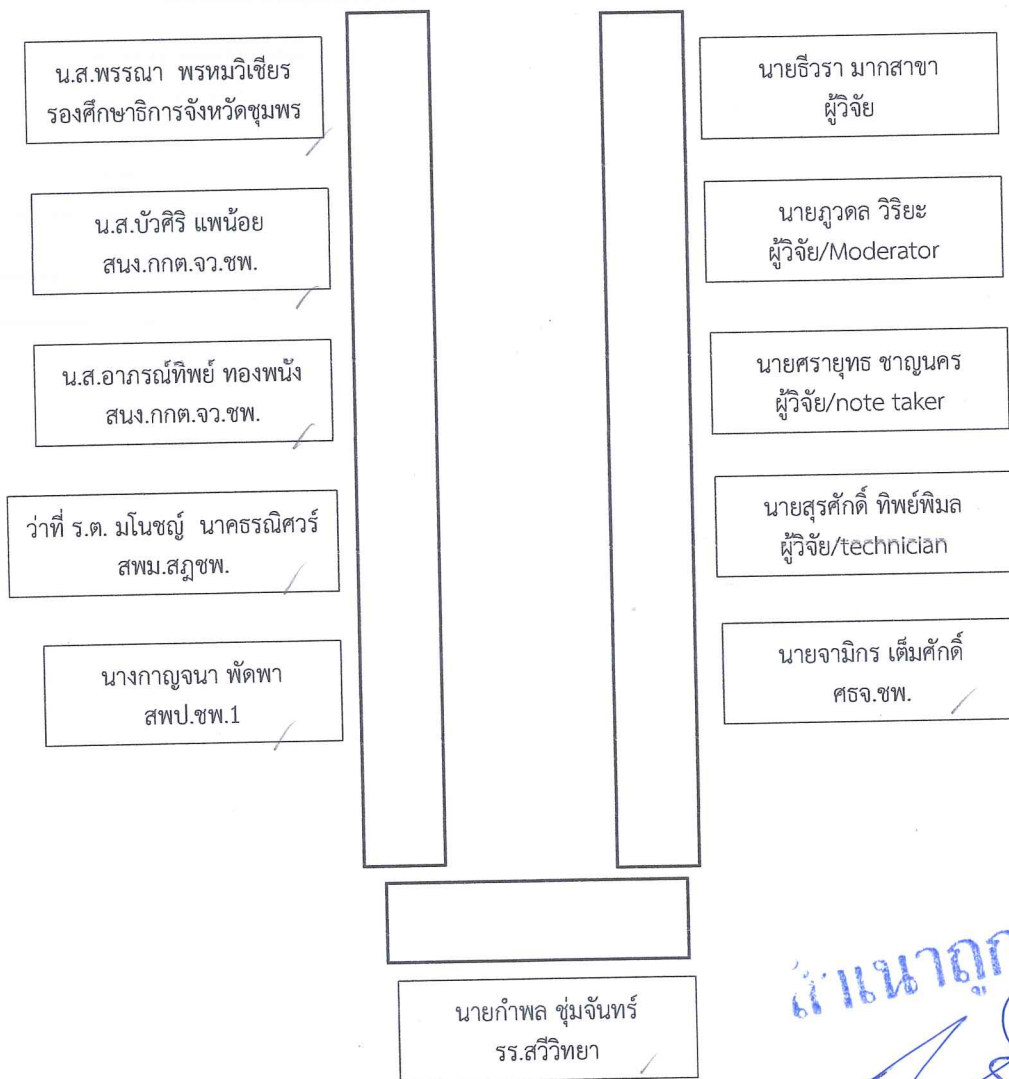 น.ส.พรรณา พรหมวิเชียร
รองศึกษาธิการจังหวัดชุมพร
น.ส.บัวศิริ แพน้อย
สนง.กกต.จว.ชพ.
น.ส.อาภรณ์ทิพย์ ทองพนัง
สนง.กกต.จว.ชพ.
ว่าที่ ร.ต. มโนชญ์ นาคธรณิศวร์
สพม.สฎชพ.
นางกาญจนา พัดพา
สพป.ชพ.1
นายธีวรา มากสาขา
ผู้วิจัย
นายภูวดล วิริยะ
ผู้วิจัย/Moderator
นายศรายุทธ ชาญนคร
ผู้วิจัย/note taker
นายสุรศักดิ์ ทิพย์พิมล
ผู้วิจัย/technician
นายจามิกร เต็มศักดิ์
ศธจ.ชพ.
นายกำพล ชุ่มจันทร์
รร.สวีวิทยา
สำเนาถูก